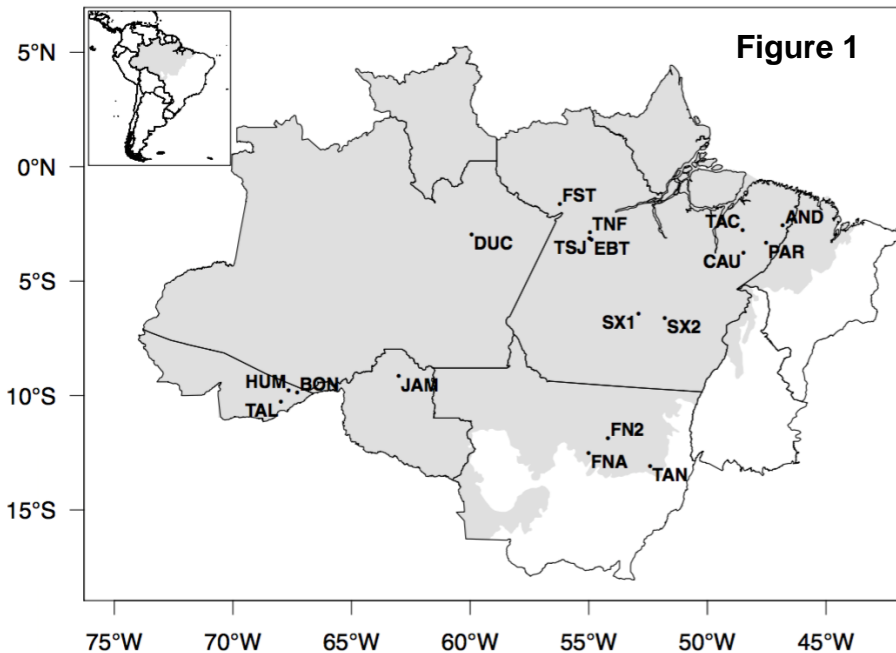 Figure 1
5°N
0°N
5°S
10°S
15°S
FST
TNF
TAC
AND
DUC
TSJ
EBT
CAU
PAR
SX1
SX2
HUM
BON
JAM
TAL
FN2
FNA
TAN
75°W
70°W
65°W
60°W
55°W
50°W
45°W